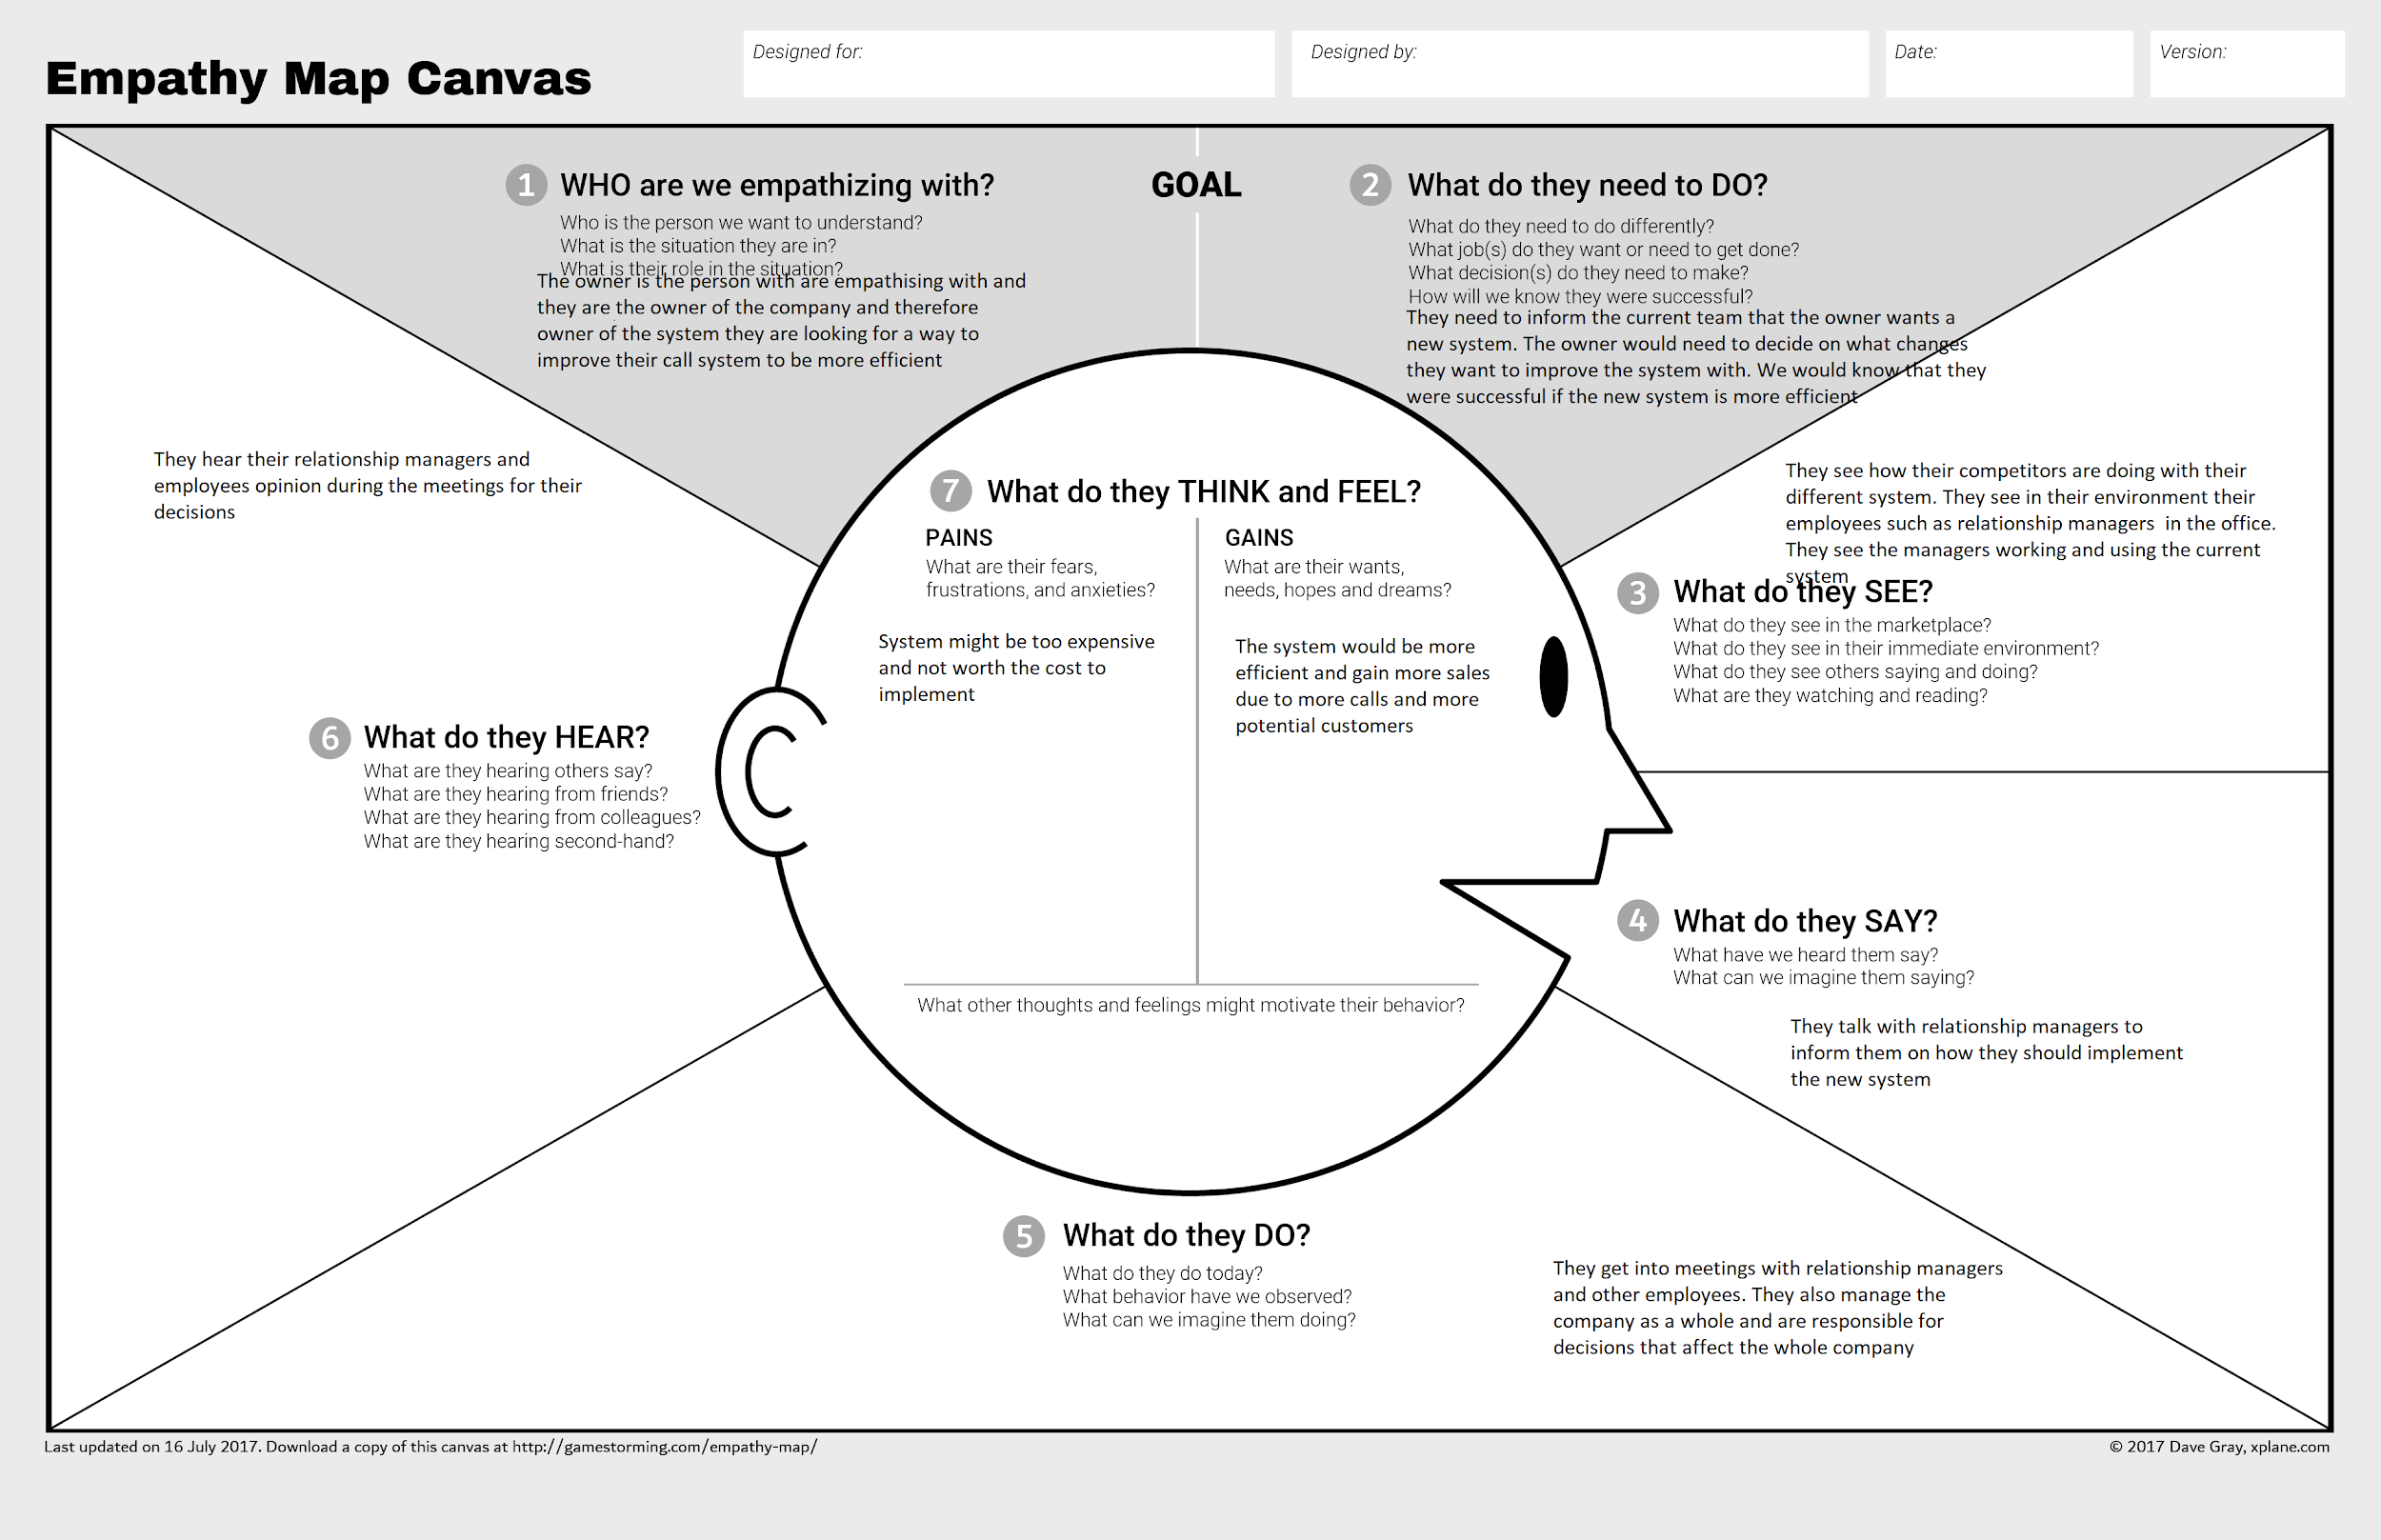 Empathy Map Canvas
Designed for:
Designed by:
Date:
Version:
1 WHO are we empathizing with?
Who is the person we want to understand?
What is the situation they are in?
What is their role in the situation?
The owner is the person with are empathising with and
they are the owner of the company and therefore
owner of the system they are looking for a way to
improve their call system to be more efficient
GOAL
2 What do they need to DO?
What do they need to do differently?
What job(s) do they want or need to get done?
What decision(s) do they need to make?
How will we know they were successful?
They need to inform the current team that the owner wants a
new system. The owner would need to decide on what changes
they want to improve the system with. We would know that they
were successful if the new system is more efficient
They see how their competitors are doing with their
different system. They see in their environment their
employees such as relationship managers  in the office.
They see the managers working and using the current
system
3 What do they SEE?
What do they see in the marketplace?
What do they see in their immediate environment?
What do they see others saying and doing?
What are they watching and reading?
4 What do they SAY?
What have we heard them say?
What can we imagine them saying?
They talk with relationship managers to
inform them on how they should implement
the new system
5 What do they DO?
What do they do today?
What behavior have we observed?
What can we imagine them doing?
They get into meetings with relationship managers
and other employees. They also manage the
company as a whole and are responsible for
decisions that affect the whole company
They hear their relationship managers and
employees opinion during the meetings for their
decisions
6 What do they HEAR?
What are they hearing others say?
What are they hearing from friends?
What are they hearing from colleagues?
What are they hearing second-hand?
7 What do they THINK and FEEL?
PAINS
What are their fears,
frustrations, and anxieties?
System might be too expensive
and not worth the cost to
implement
GAINS
What are their wants,
needs, hopes and dreams?
The system would be more
efficient and gain more sales
due to more calls and more
potential customers
What other thoughts and feelings might motivate their behavior?
Last updated on 16 July 2017. Download a copy of this canvas at http://gamestorming.com/empathy-map/
© 2017 Dave Gray, xplane.com